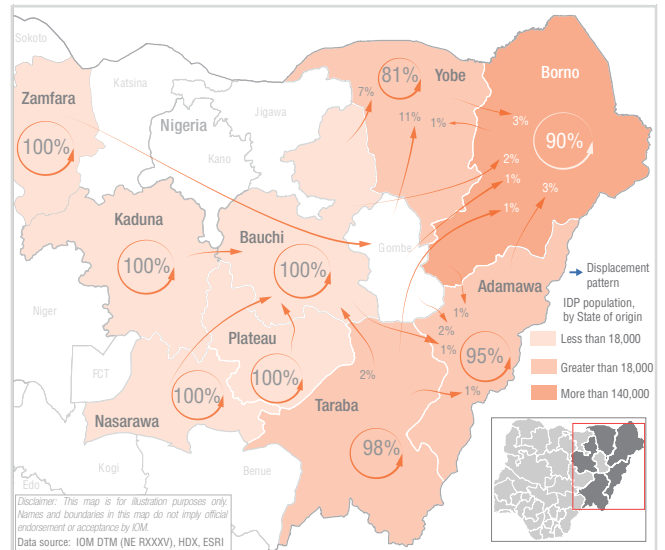 Sokoto
Katsina
Zamfara
100%
Nigeria
Jigawa
Kano
7%
81%
Yobe
11%
1%
Borno
3%
90%
2%
1%
3%
1%
Kaduna
100%
Bauchi
100%
Gombe
Adamawa
1%
2%
1%
95%
1%
Niger
FCT
Plateau
100%
2%
Nasarawa
100%
Taraba
98%
Kogi
Benue
Edo
Displacement
pattern
IDP population,
by State of origin
Less than 18,000
Greater than 18,000
More than 140,000
Disclaimer: This map is for illustration purposes only.
Names and boundaries in this map do not imply official
endorsement or acceptance by IOM.
Data source: IOM DTM (NE RXXXV), HDX, ESRI